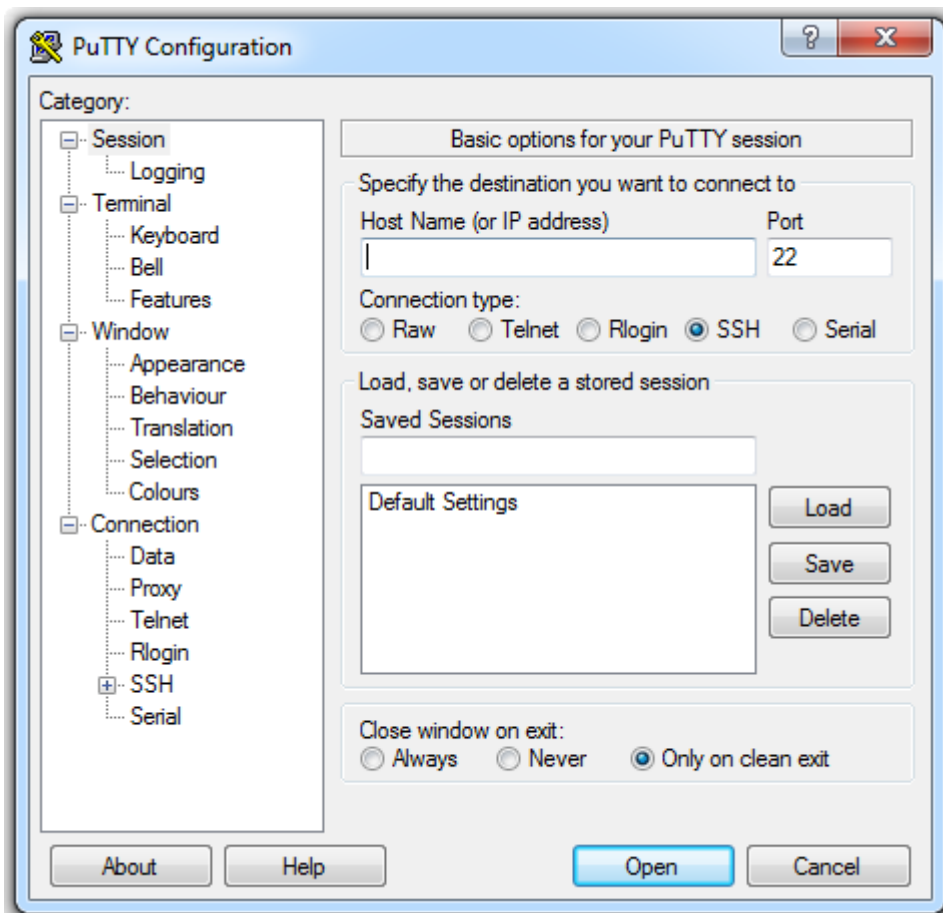 PuTTY Configuration
Category:
Session
Logging
Terminal
Keyboard
Bell
Features
Window
Appearance
Behaviour
Translation
Selection
Colours
Connection
Data
Proxy
Telnet
Rlogin
SSH
Serial
Basic options for your PuTTY session
Specify the destination you want to connect to
Host Name (or IP address) Port
22
Connection type:
Raw Telnet Rlogin SSH Serial
Load, save or delete a stored session
Saved Sessions
Default Settings
Load
Save
Delete
Close window on exit:
Always Never Only on clean exit
About Help Open Cancel